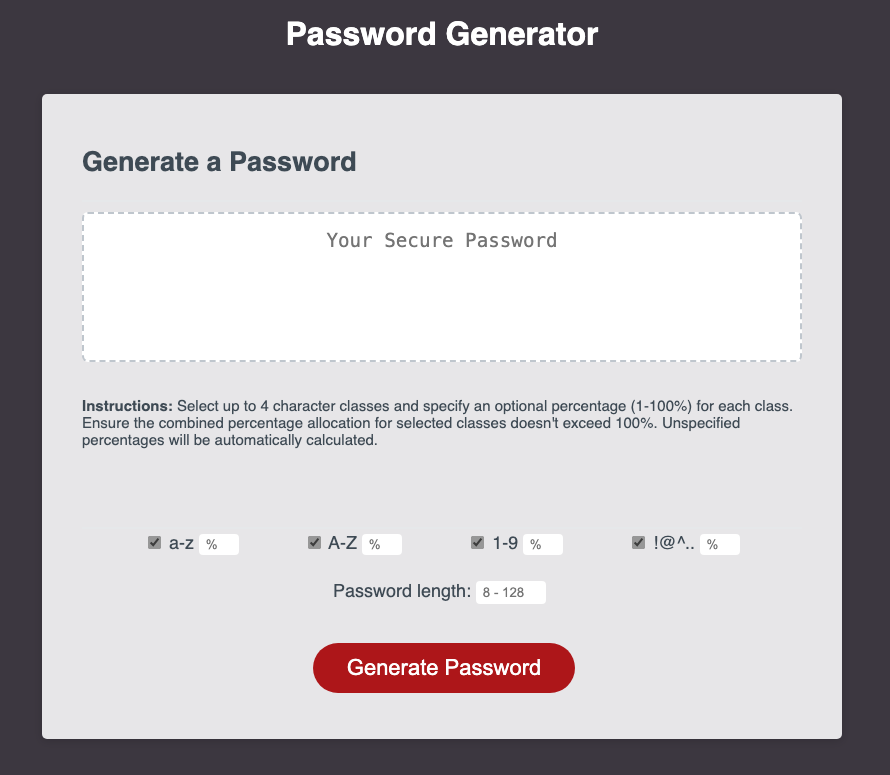 Password Generator
Generate a Password
Your Secure Password
Instructions: Select up to 4 character classes and specify an optional percentage (1-100%) for each class.
Ensure the combined percentage allocation for selected classes doesn't exceed 100%. Unspecified
percentages will be automatically calculated.
a-z % A-Z % 1-9 % !@^.. %
Password length: 8 - 128
Generate Password